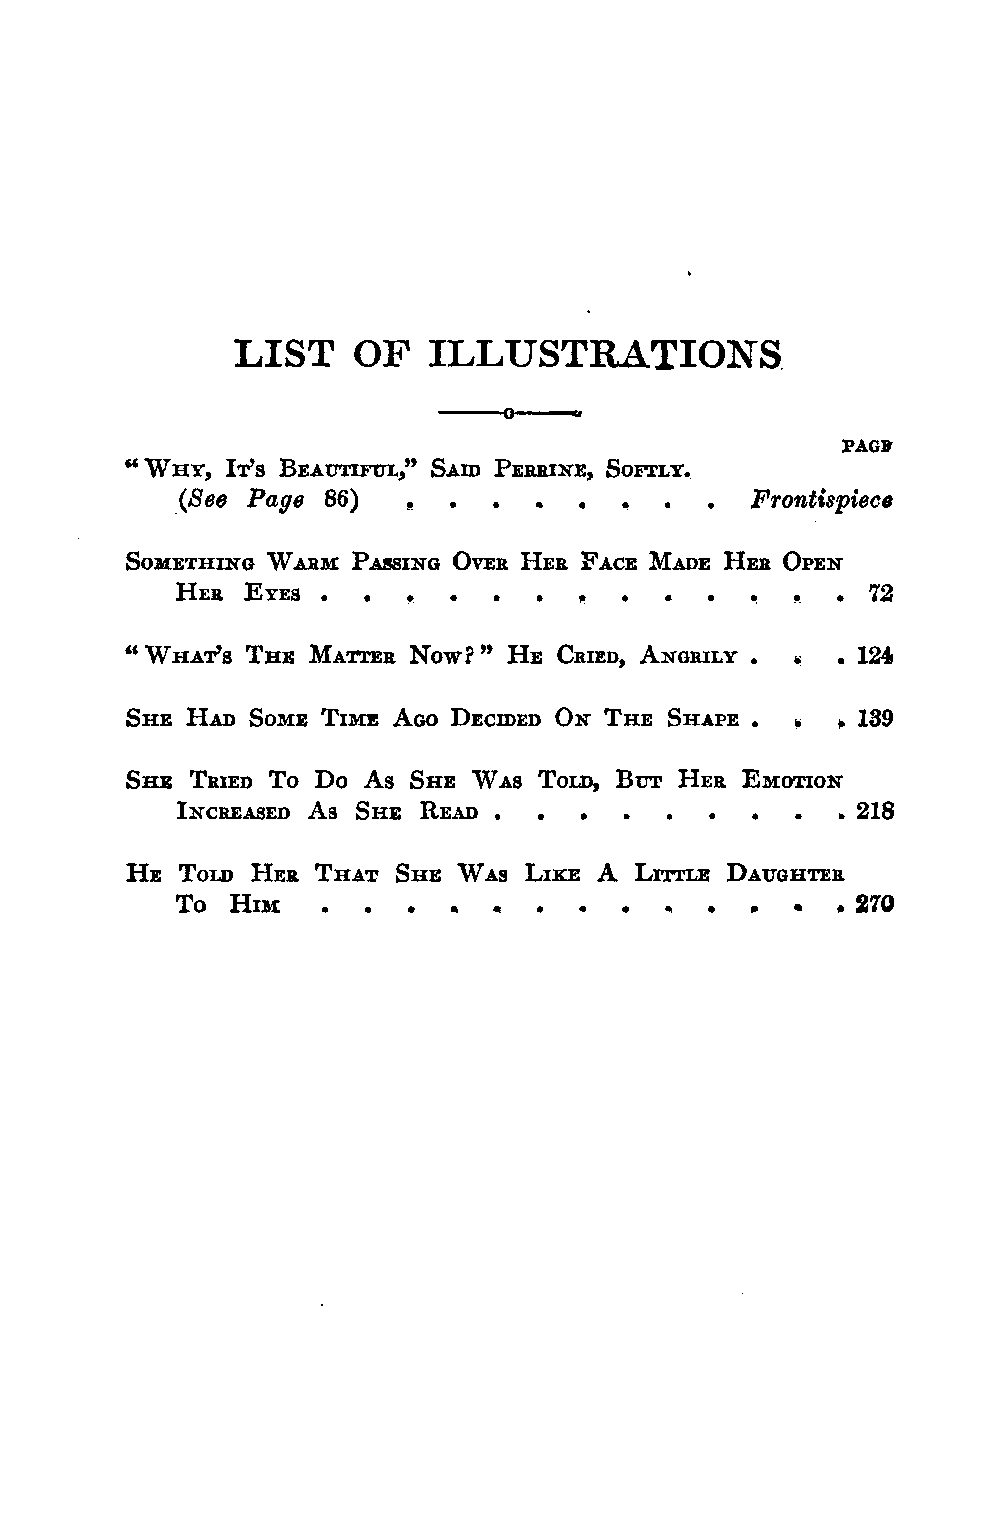 LIST OF ILLUSTRATIONS
PAGE
“Why, It’s Beautiful,” Said Perrine, Softly.
(See Page 86) . . . . . . . . Frontispiece
Something Warm Passing Over Her Face Made Her Open
Her Eyes . . . . . . . . . . . . . 72
“What’s The Matter Now?” He Cried, Angrily . . . 124
She Had Some Time Ago Decided On The Shape . . . 139
She Tried To Do As She Was Told, But Her Emotion
Increased As She Read . . . . . . . . . 218
He Told Her That She Was Like A Little Daughter
To Him . . . . . . . . . . . . . 270